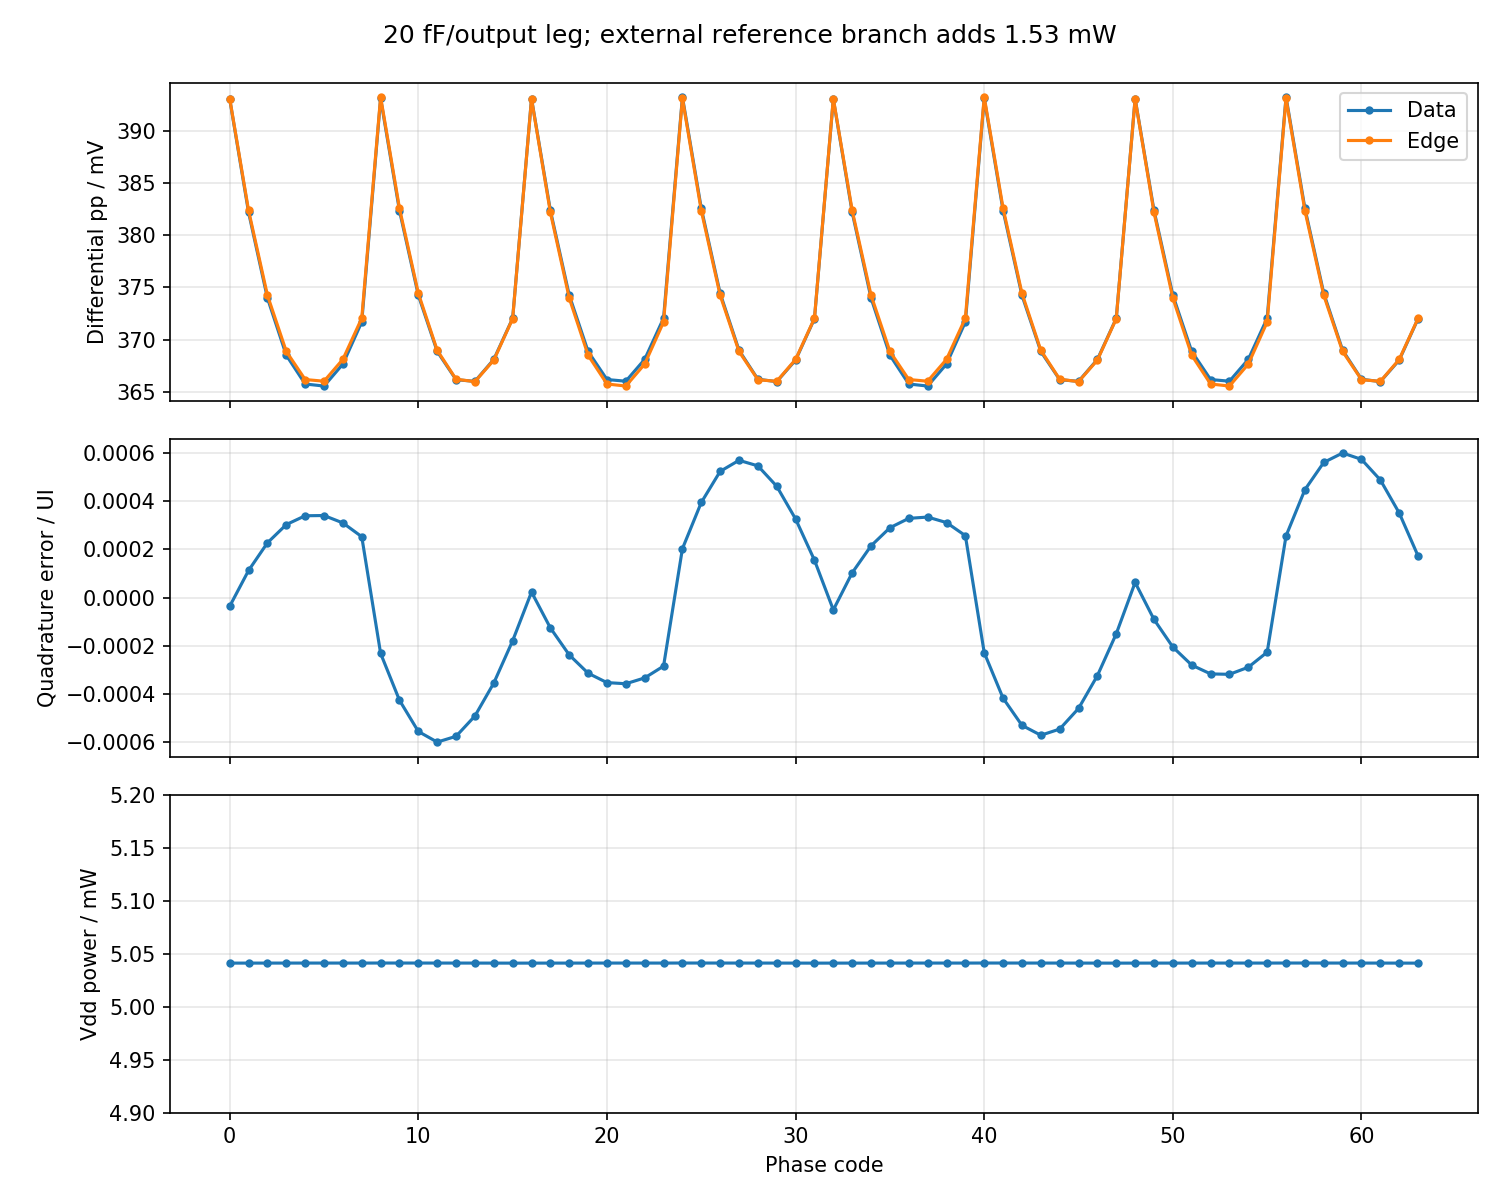 20 fF/output leg; external reference branch adds 1.53 mW
Differential pp / mV
390
385
380
375
370
365
Data
Edge
Quadrature error / UI
0.0006
0.0004
0.0002
0.0000
−0.0002
−0.0004
−0.0006
Vdd power / mW
5.20
5.15
5.10
5.05
5.00
4.95
4.90
0 10 20 30 40 50 60
Phase code